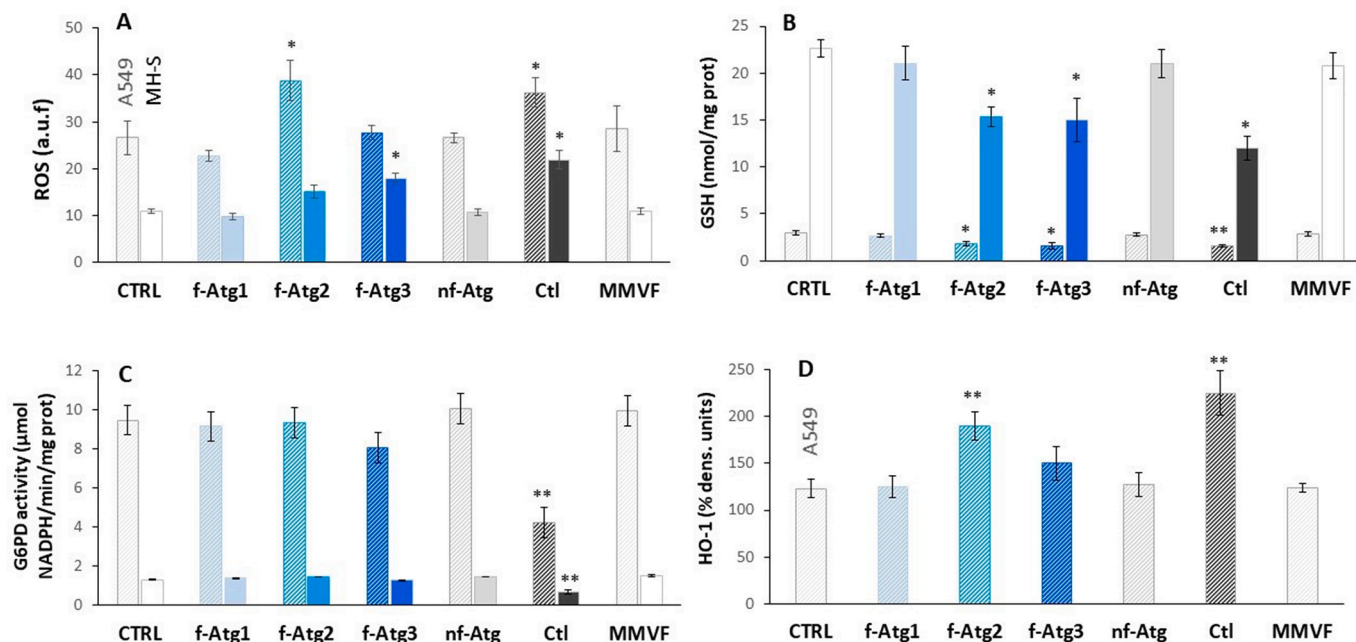 A
ROS (a.u.f)
50
40
30
20
10
0
A549
MH-S
*
*
*
*
CTRL f-Atg1 f-Atg2 f-Atg3 nf-Atg Ctl MMVF
B
GSH (nmol/mg prot)
25
20
15
10
5
0
*
*
*
*
*
**
CRTL f-Atg1 f-Atg2 f-Atg3 nf-Atg Ctl MMVF
C
G6PD activity (µmol
NADPH/min/mg prot)
12
10
8
6
4
2
0
**
**
CTRL f-Atg1 f-Atg2 f-Atg3 nf-Atg Ctl MMVF
D
HO-1 (% dens. units)
250
200
150
100
50
0
A549
**
**
CTRL f-Atg1 f-Atg2 f-Atg3 nf-Atg Ctl MMVF